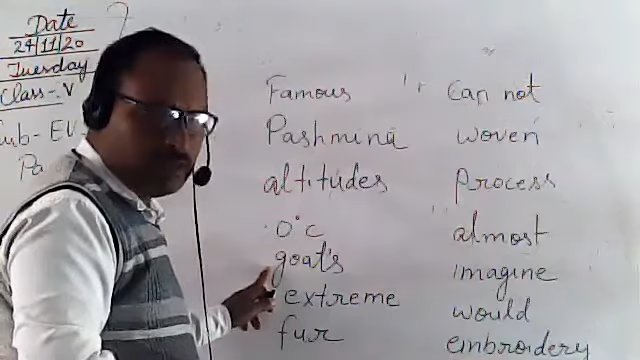 Date
24/11/20
Tuesday
Class-. V
Sub- EV
Pa
Famous
Pashmina
altitudes
0°C
goat's
extreme
fur
Can not
woven
Process
almost
imagine
would
embroidery